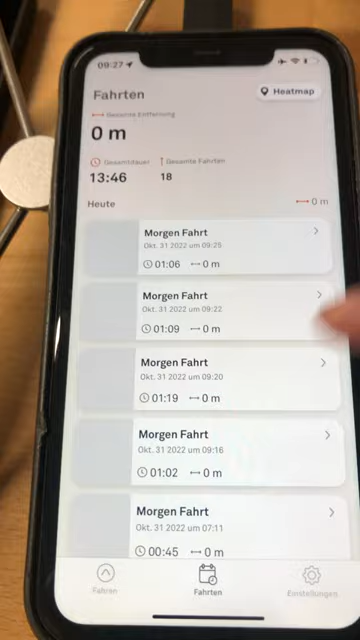 09:27
Fahrten
Heatmap
Gesamte Entfernung
0 m
Gesamtdauer
Gesamte Fahrten
13:46
18
Heute
0 m
Morgen Fahrt
Okt. 31 2022 um 09:25
01:06
0 m
Morgen Fahrt
Okt. 31 2022 um 09:22
01:09
0 m
Morgen Fahrt
Okt. 31 2022 um 09:20
01:19
0 m
Morgen Fahrt
Okt. 31 2022 um 09:16
01:02
0 m
Morgen Fahrt
Okt. 31 2022 um 07:11
00:45
0 m
Fahren
Fahrten
Einstellungen